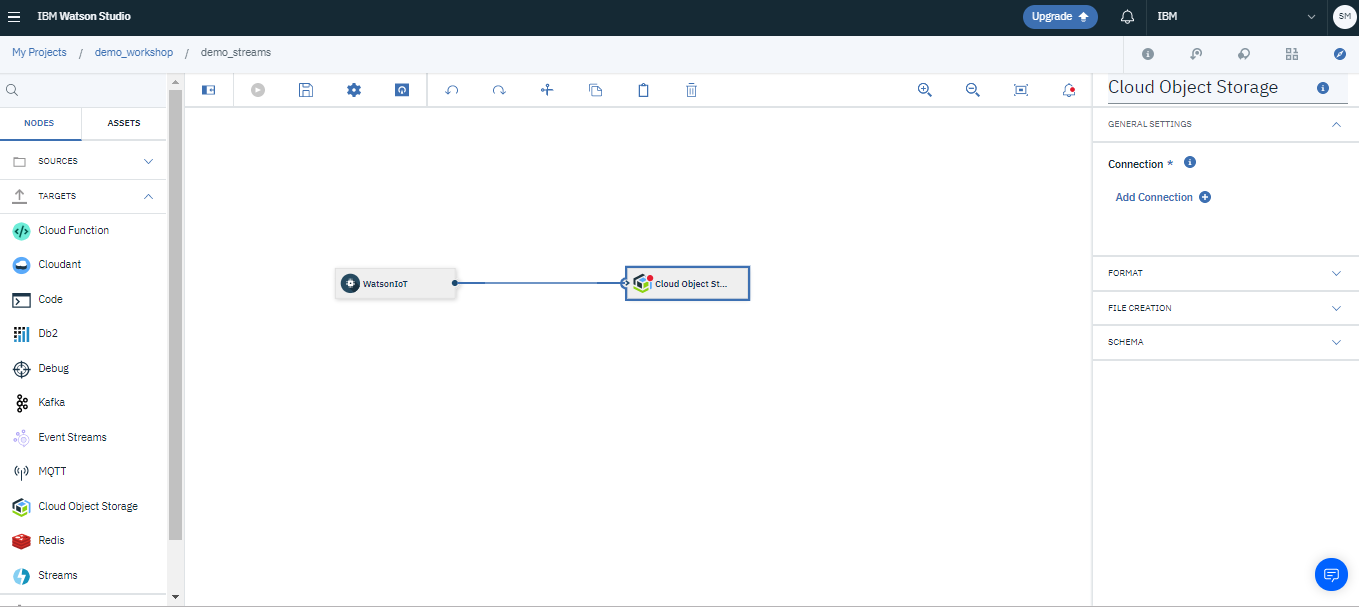 IBM Watson Studio
Upgrade
IBM
SM
My Projects / demo_workshop / demo_streams
NODES
ASSETS
SOURCES
TARGETS
Cloud Function
Cloudant
Code
Db2
Debug
Kafka
Event Streams
MQTT
Cloud Object Storage
Redis
Streams
WatsonIoT
Cloud Object St...
Cloud Object Storage
GENERAL SETTINGS
Connection *
Add Connection
FORMAT
FILE CREATION
SCHEMA